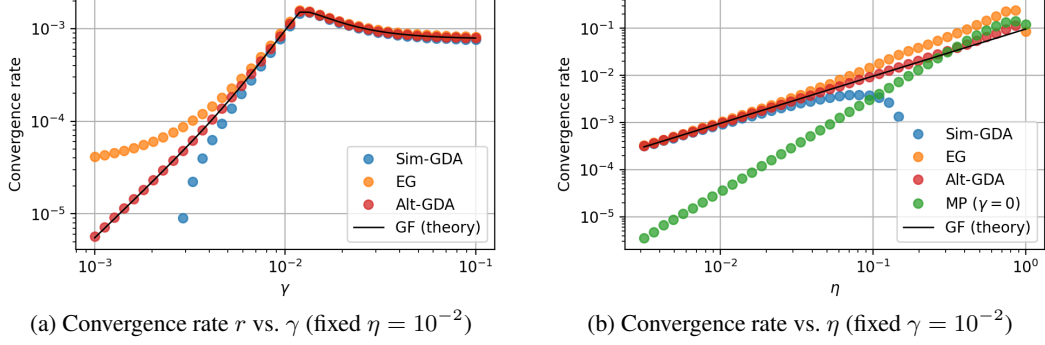 10⁻³
10⁻⁴
10⁻⁵
Convergence rate
Sim-GDA
EG
Alt-GDA
GF (theory)
10⁻³
10⁻²
10⁻¹
γ
(a) Convergence rate r vs. γ (fixed η = 10⁻²)
10⁻¹
10⁻²
10⁻³
10⁻⁴
10⁻⁵
Convergence rate
Sim-GDA
EG
Alt-GDA
MP (γ = 0)
GF (theory)
10⁻²
10⁻¹
10⁰
η
(b) Convergence rate vs. η (fixed γ = 10⁻²)